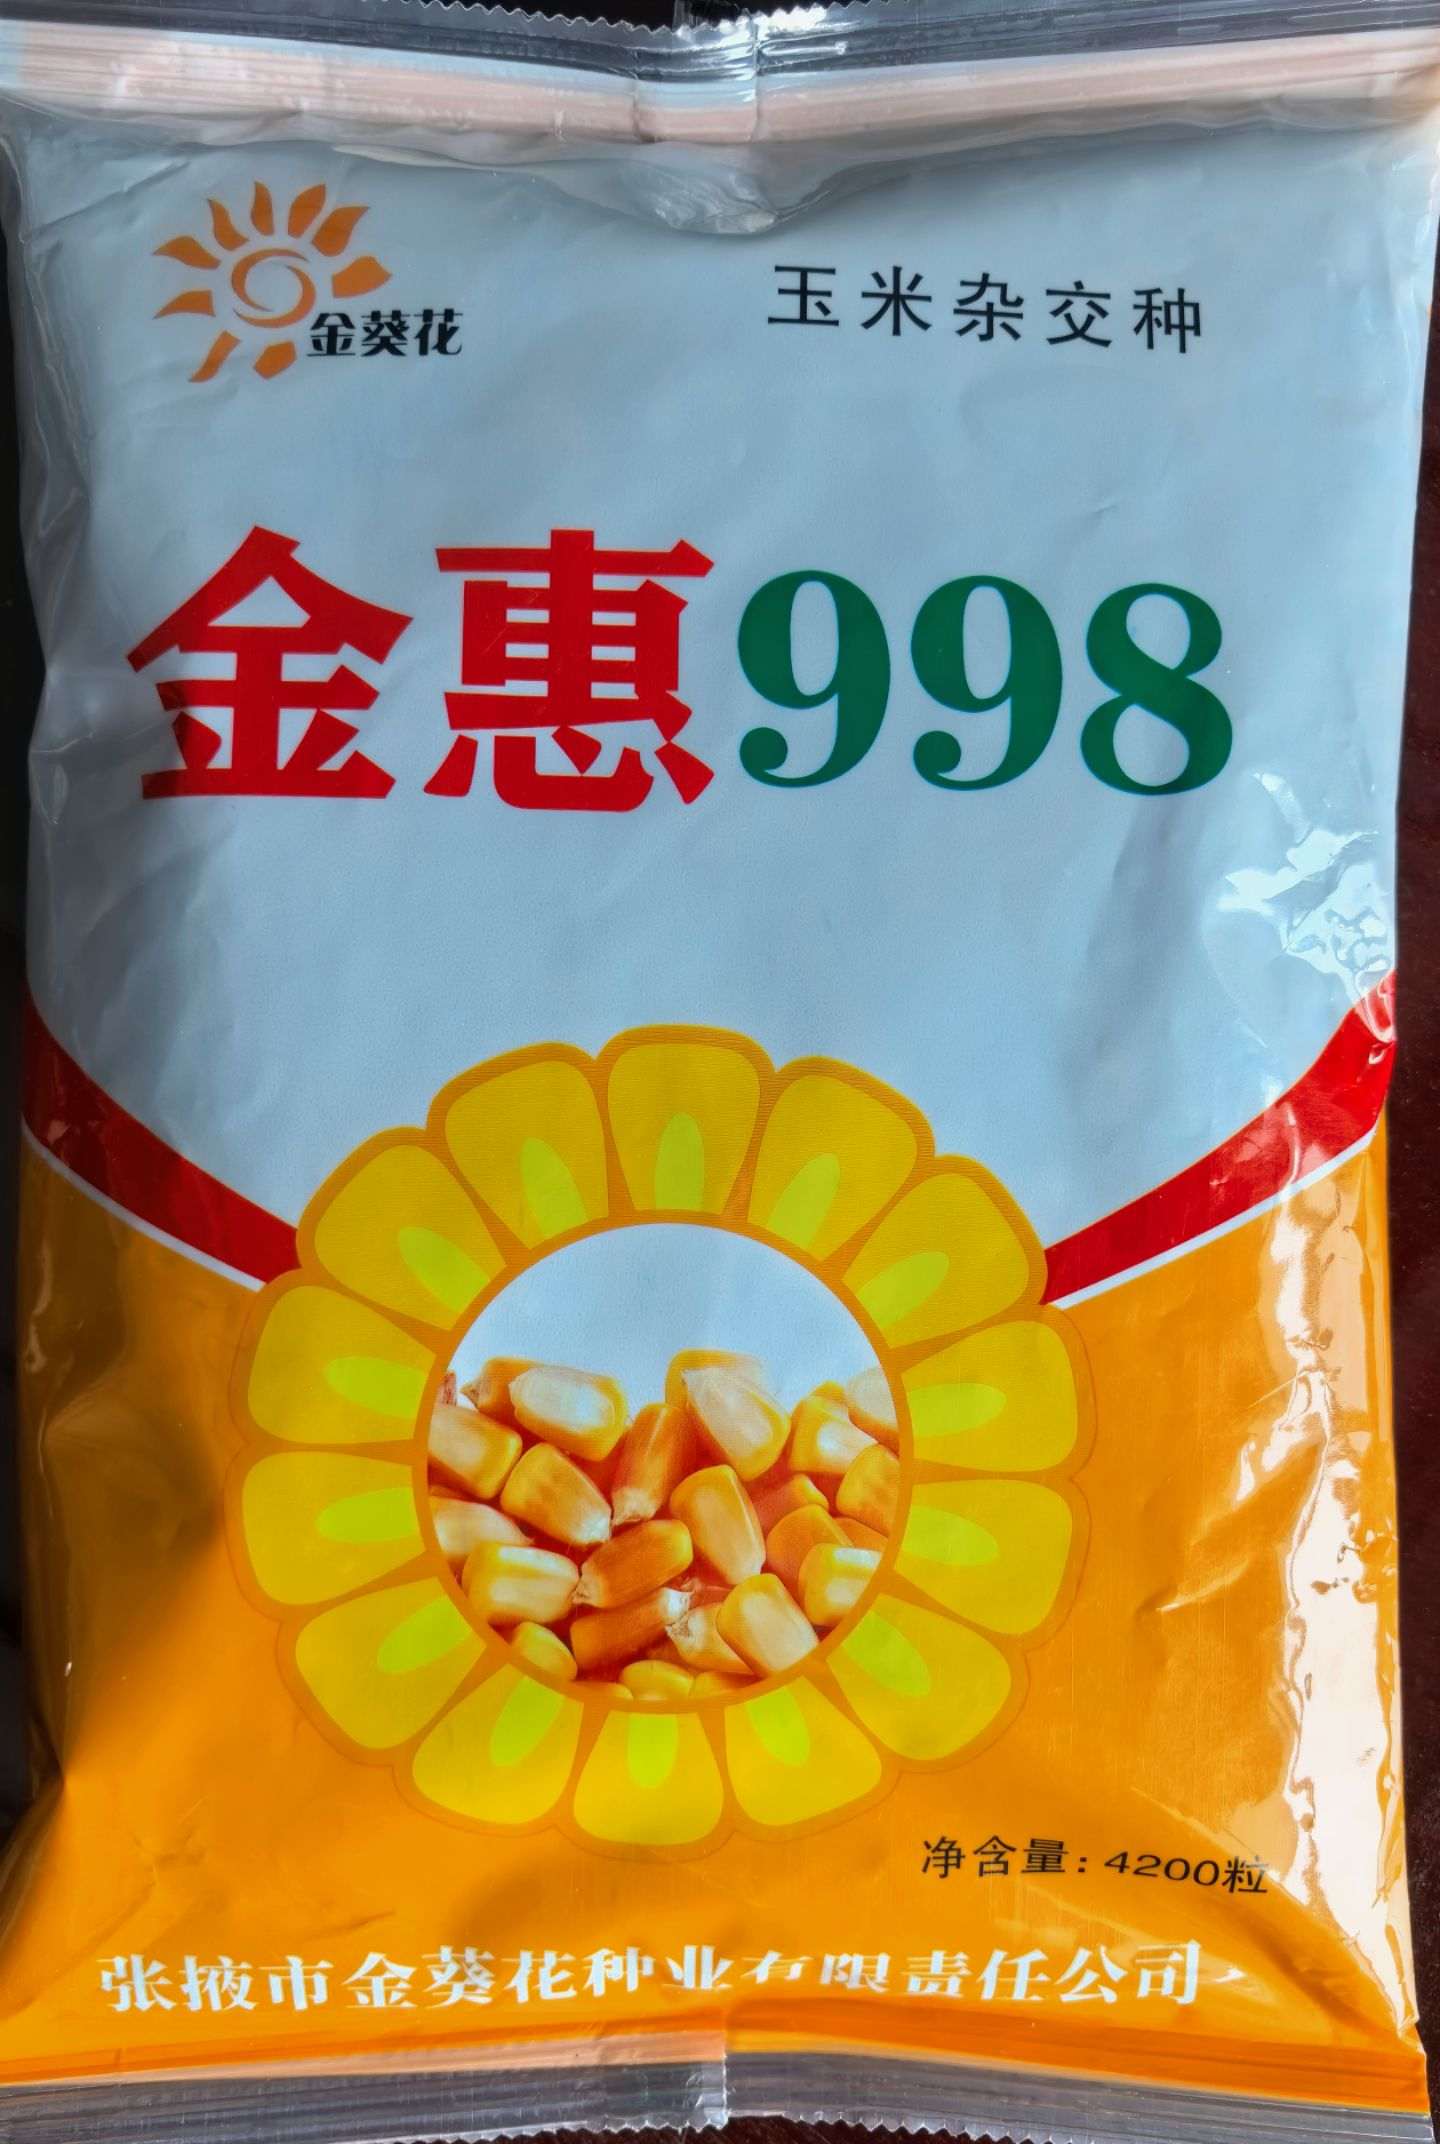 金葵花
玉米杂交种
金惠998
净含量：4200粒
张掖市金葵花种业有限责任公司